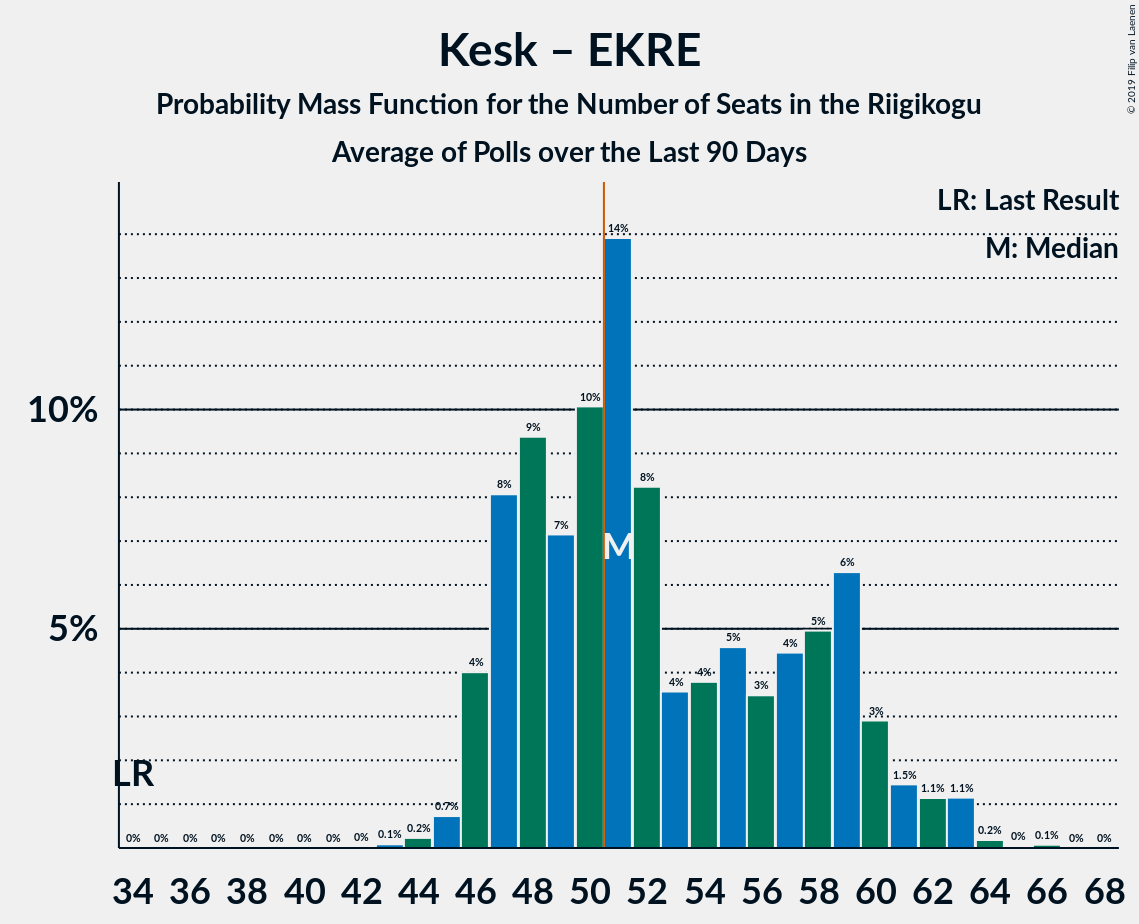 Kesk – EKRE
Probability Mass Function for the Number of Seats in the Riigikogu
Average of Polls over the Last 90 Days
© 2019 Filip van Laenen
LR: Last Result
M: Median
10%
5%
LR
M
0% 0% 0% 0% 0% 0% 0% 0% 0% 0.1% 0.2% 0.7% 4% 8% 9% 7% 10% 14% 8% 4% 4% 5% 3% 4% 5% 6% 3% 1.5% 1.1% 1.1% 0.2% 0% 0.1% 0% 0%
34 36 38 40 42 44 46 48 50 52 54 56 58 60 62 64 66 68